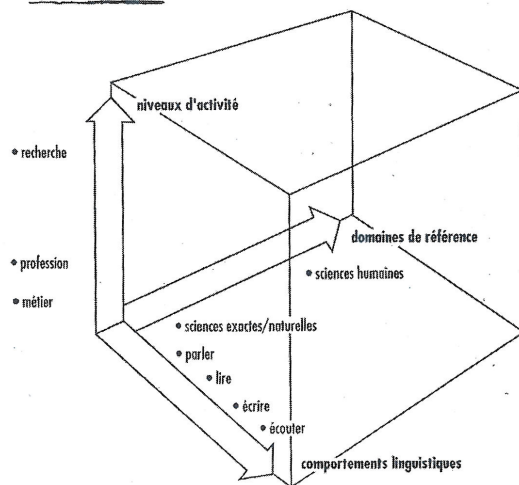 niveaux d'activité
• recherche
domaines de référence
• profession
• sciences humaines
• métier
• sciences exactes/naturelles
• parler
• lire
• écrire
• écouter
comportements linguistiques